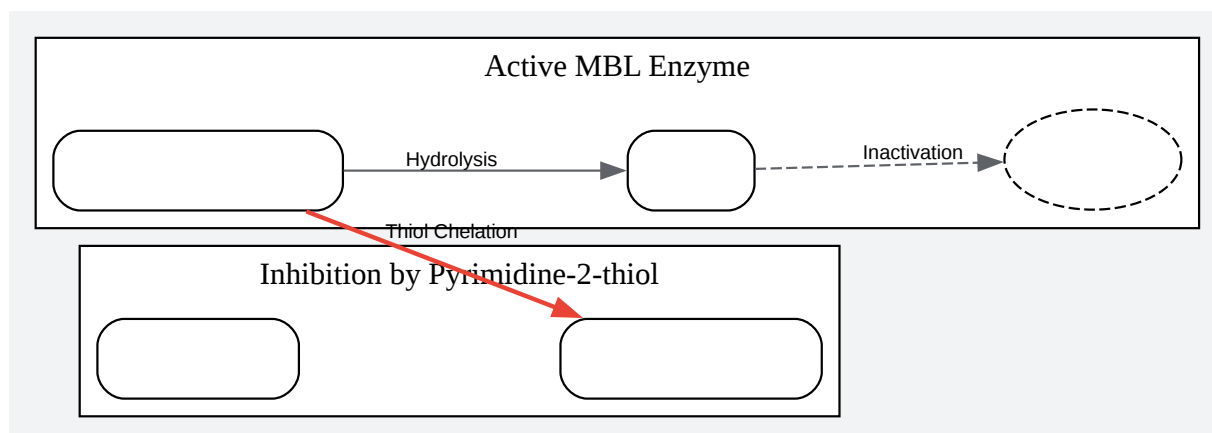 Active MBL Enzyme
Hydrolysis
Inactivation
Thiol Chelation
Inhibition by Pyrimidine-2-thiol